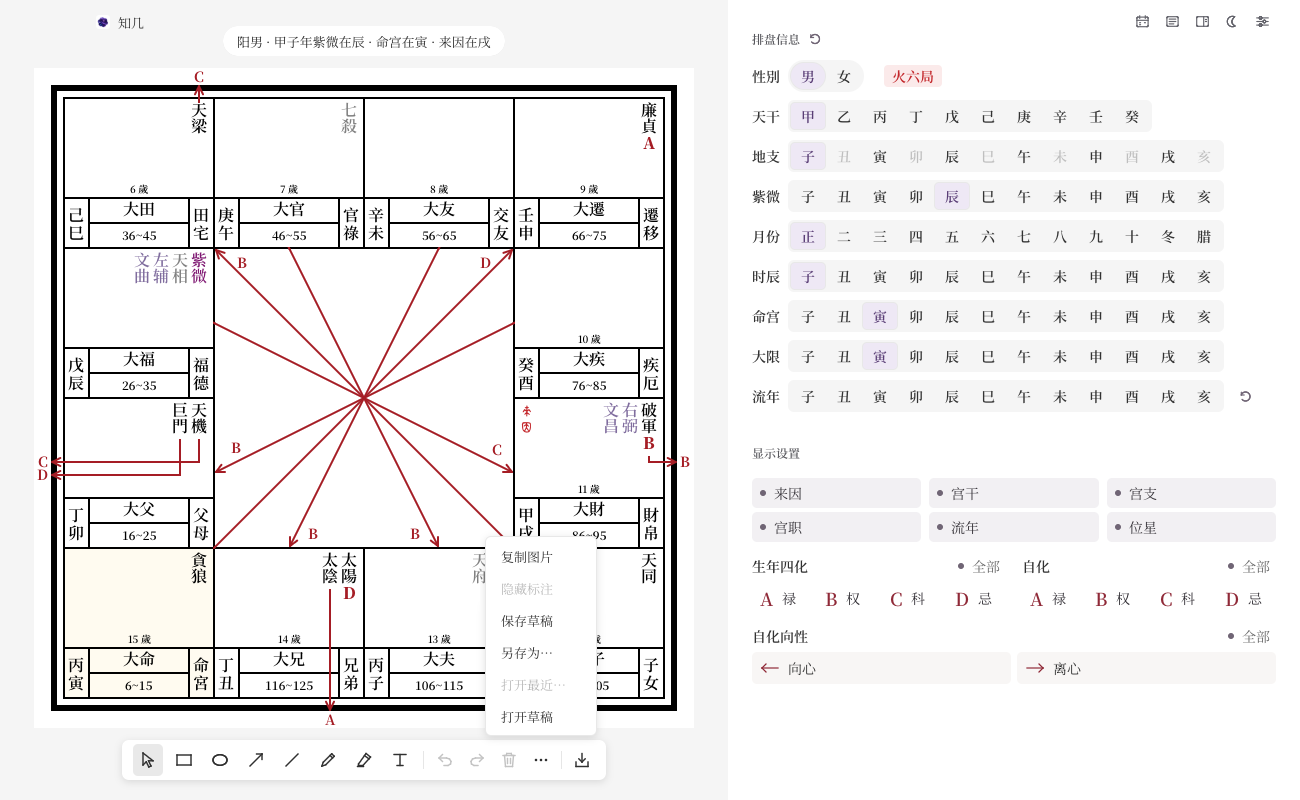 知几
阳男 · 甲子年紫微在辰 · 命宫在寅 · 来因在戌
C
天梁
6 歲
己巳
大田
36~45
田宅
七殺
7 歲
庚午
大官
46~55
官祿
8 歲
辛未
大友
56~65
交友
廉貞
A
9 歲
壬申
大遷
66~75
遷移
紫微
天相
左辅
文曲
戊辰
大福
26~35
福德
B
D
10 歲
癸酉
大疾
76~85
疾厄
天機
巨門
C
D
丁卯
大父
16~25
父母
B
C
B
B
破軍
B
右弼
文昌
B
11 歲
甲戌
大財
86~95
財帛
貪狼
15 歲
丙寅
大命
6~15
命宮
太陽
D
太陰
14 歲
丁丑
大兄
116~125
兄弟
A
天府
13 歲
丙子
大夫
106~115
天同
子女
复制图片
隐藏标注
保存草稿
另存为···
打开最近···
打开草稿
排盘信息
性别 男 女 火六局
天干 甲 乙 丙 丁 戊 己 庚 辛 壬 癸
地支 子 丑 寅 卯 辰 巳 午 未 申 酉 戌 亥
紫微 子 丑 寅 卯 辰 巳 午 未 申 酉 戌 亥
月份 正 二 三 四 五 六 七 八 九 十 冬 腊
时辰 子 丑 寅 卯 辰 巳 午 未 申 酉 戌 亥
命宫 子 丑 寅 卯 辰 巳 午 未 申 酉 戌 亥
大限 子 丑 寅 卯 辰 巳 午 未 申 酉 戌 亥
流年 子 丑 寅 卯 辰 巳 午 未 申 酉 戌 亥
显示设置
来因 宫干 宫支
宫职 流年 位星
生年四化 全部 自化 全部
A 禄 B 权 C 科 D 忌 A 禄 B 权 C 科 D 忌
自化向性 全部
向心 离心